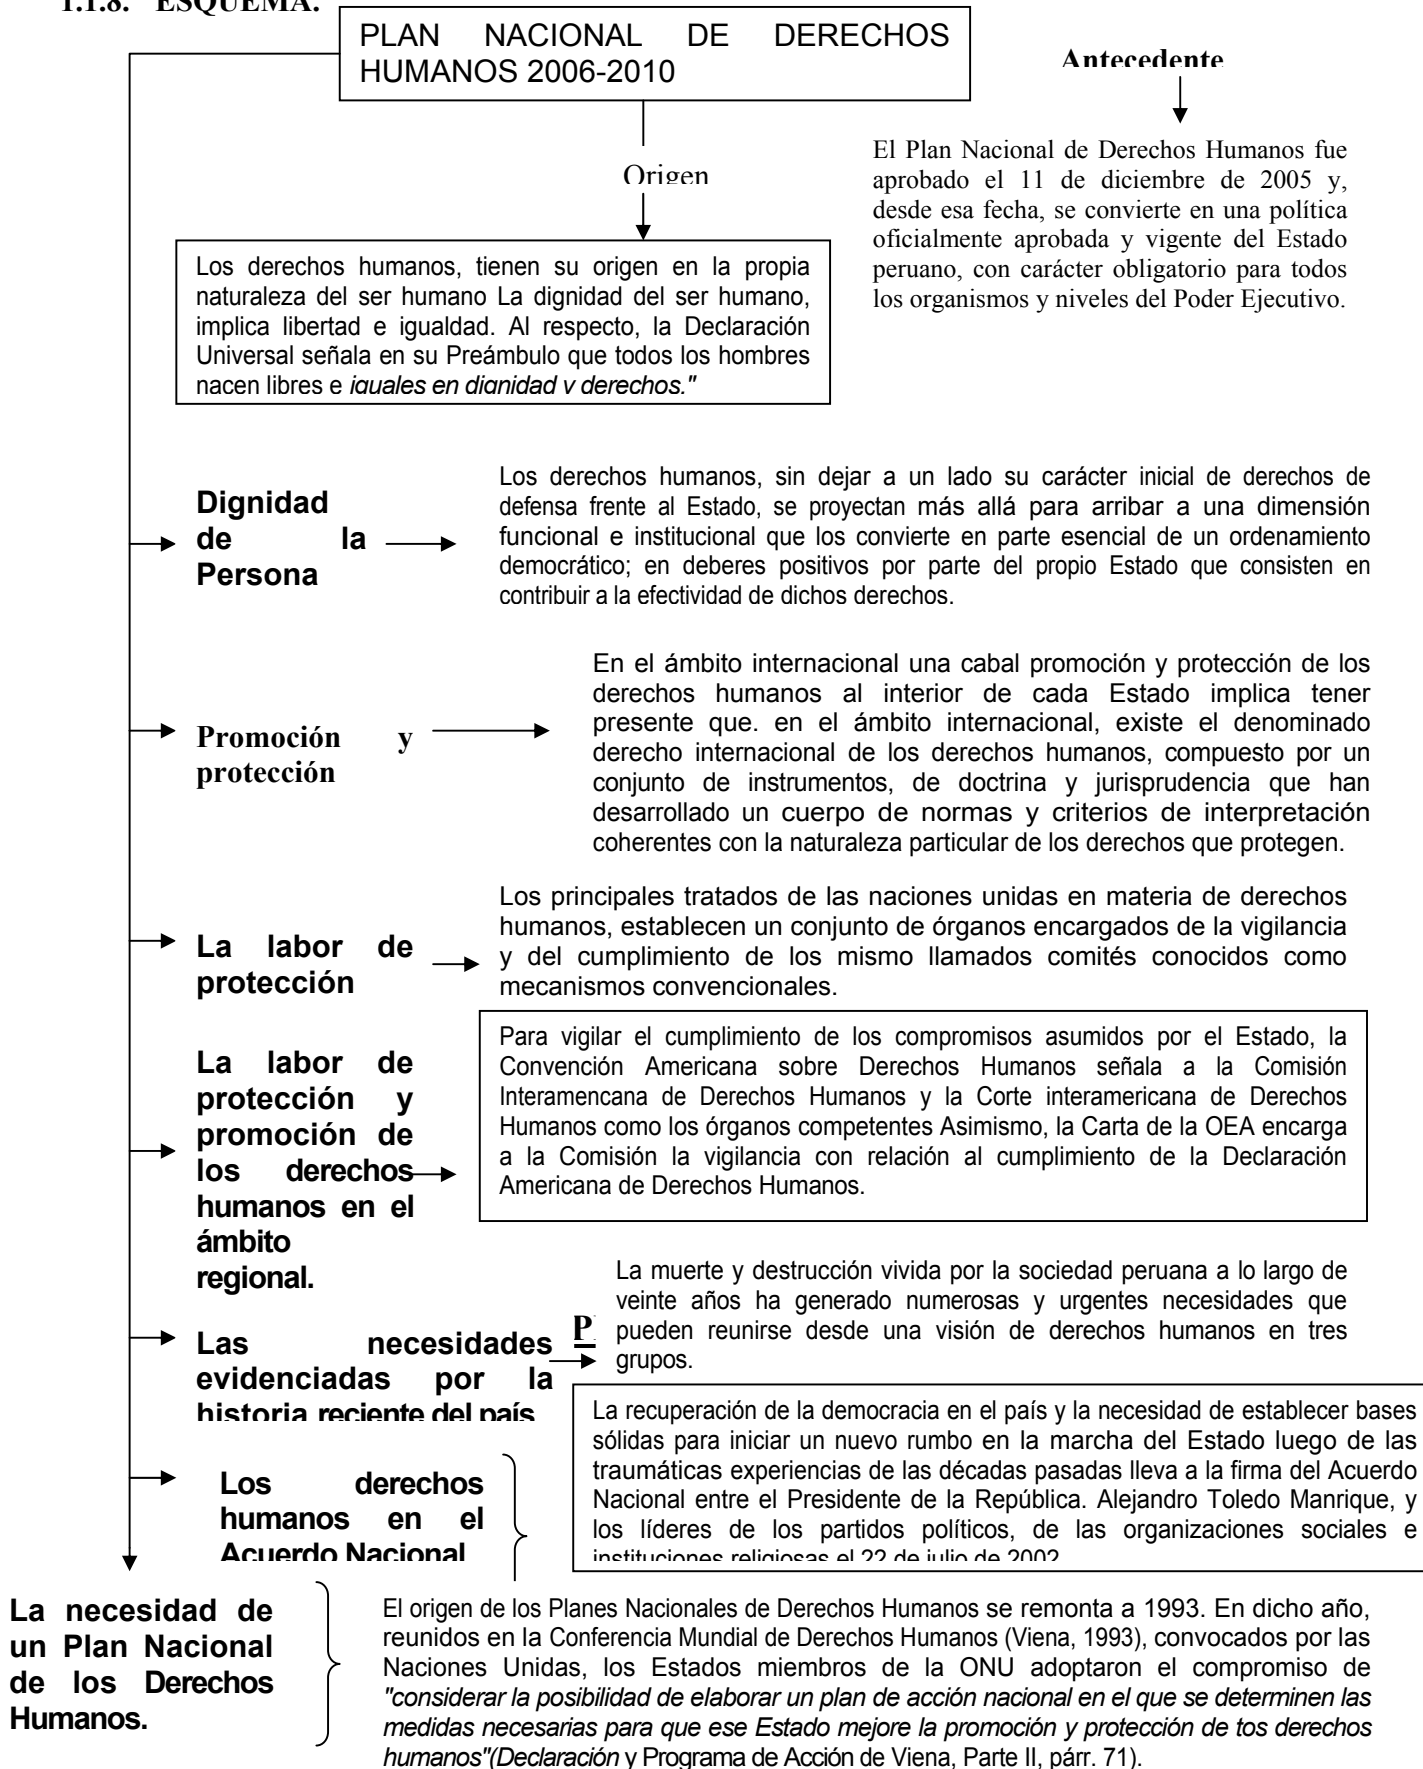 1.1.8. ESQUEMA.
PLAN NACIONAL DE DERECHOS
HUMANOS 2006-2010
Antecedente
El Plan Nacional de Derechos Humanos fue
aprobado el 11 de diciembre de 2005 y,
desde esa fecha, se convierte en una política
oficialmente aprobada y vigente del Estado
peruano, con carácter obligatorio para todos
los organismos y niveles del Poder Ejecutivo.
Origen
Los derechos humanos, tienen su origen en la propia
naturaleza del ser humano La dignidad del ser humano,
implica libertad e igualdad. Al respecto, la Declaración
Universal señala en su Preámbulo que todos los hombres
nacen libres e iguales en dignidad y derechos."
Dignidad
de la
Persona
Los derechos humanos, sin dejar a un lado su carácter inicial de derechos de
defensa frente al Estado, se proyectan más allá para arribar a una dimensión
funcional e institucional que los convierte en parte esencial de un ordenamiento
democrático; en deberes positivos por parte del propio Estado que consisten en
contribuir a la efectividad de dichos derechos.
Promoción y
protección
En el ámbito internacional una cabal promoción y protección de los
derechos humanos al interior de cada Estado implica tener
presente que. en el ámbito internacional, existe el denominado
derecho internacional de los derechos humanos, compuesto por un
conjunto de instrumentos, de doctrina y jurisprudencia que han
desarrollado un cuerpo de normas y criterios de interpretación
coherentes con la naturaleza particular de los derechos que protegen.
La labor de
protección
Los principales tratados de las naciones unidas en materia de derechos
humanos, establecen un conjunto de órganos encargados de la vigilancia
y del cumplimiento de los mismo llamados comités conocidos como
mecanismos convencionales.
La labor de
protección y
promoción de
los derechos
humanos en el
ámbito
regional.
Para vigilar el cumplimiento de los compromisos asumidos por el Estado, la
Convención Americana sobre Derechos Humanos señala a la Comisión
Interamencana de Derechos Humanos y la Corte interamericana de Derechos
Humanos como los órganos competentes Asimismo, la Carta de la OEA encarga
a la Comisión la vigilancia con relación al cumplimiento de la Declaración
Americana de Derechos Humanos.
Las necesidades
evidenciadas por la
historia reciente del país
P
La muerte y destrucción vivida por la sociedad peruana a lo largo de
veinte años ha generado numerosas y urgentes necesidades que
pueden reunirse desde una visión de derechos humanos en tres
grupos.
Los derechos
humanos en el
Acuerdo Nacional
La recuperación de la democracia en el país y la necesidad de establecer bases
sólidas para iniciar un nuevo rumbo en la marcha del Estado luego de las
traumáticas experiencias de las décadas pasadas lleva a la firma del Acuerdo
Nacional entre el Presidente de la República. Alejandro Toledo Manrique, y
los líderes de los partidos políticos, de las organizaciones sociales e
instituciones religiosas el 22 de julio de 2002
La necesidad de
un Plan Nacional
de los Derechos
Humanos.
El origen de los Planes Nacionales de Derechos Humanos se remonta a 1993. En dicho año,
reunidos en la Conferencia Mundial de Derechos Humanos (Viena, 1993), convocados por las
Naciones Unidas, los Estados miembros de la ONU adoptaron el compromiso de
"considerar la posibilidad de elaborar un plan de acción nacional en el que se determinen las
medidas necesarias para que ese Estado mejore la promoción y protección de tos derechos
humanos"(Declaración y Programa de Acción de Viena, Parte II, párr. 71).